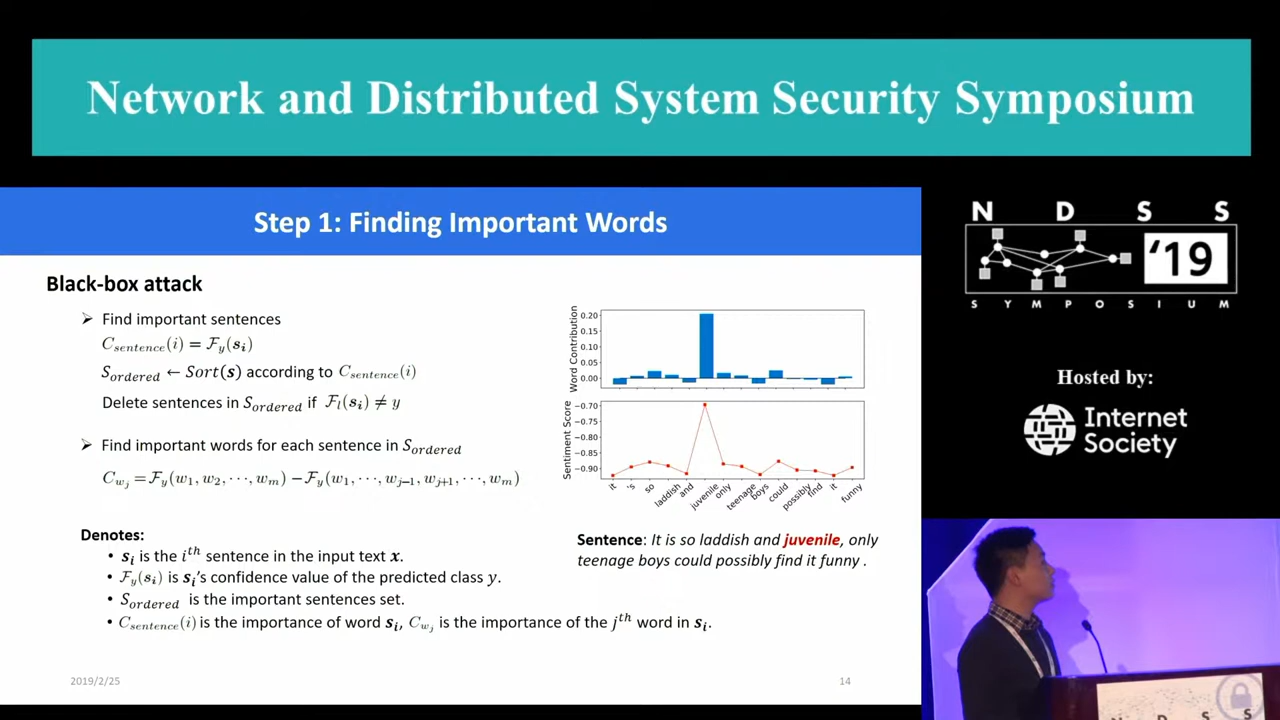 Network and Distributed System Security Symposium
Step 1: Finding Important Words
Black-box attack
➢ Find important sentences
C_sentence(i) = F_y(s_i)
S_ordered ← Sort(s) according to C_sentence(i)
Delete sentences in S_ordered if F_l(s_i) ≠ y
➢ Find important words for each sentence in S_ordered
C_{w_j} = F_y(w_1, w_2, ···, w_m) − F_y(w_1, ···, w_{j−1}, w_{j+1}, ···, w_m)
Denotes:
• s_i is the i^th sentence in the input text x.
• F_y(s_i) is s_i's confidence value of the predicted class y.
• S_ordered is the important sentences set.
• C_sentence(i) is the importance of word s_i, C_{w_j} is the importance of the j^th word in s_i.
Word Contribution
0.20
0.15
0.10
0.05
0.00
Sentiment Score
−0.70
−0.75
−0.80
−0.85
−0.90
it 's so laddish and juvenile only teenage boys could possibly find it funny
Sentence: It is so laddish and juvenile, only
teenage boys could possibly find it funny .
2019/2/25
14
N D S S
'19
S Y M P O S I U M
Hosted by:
Internet
Society
N D S S